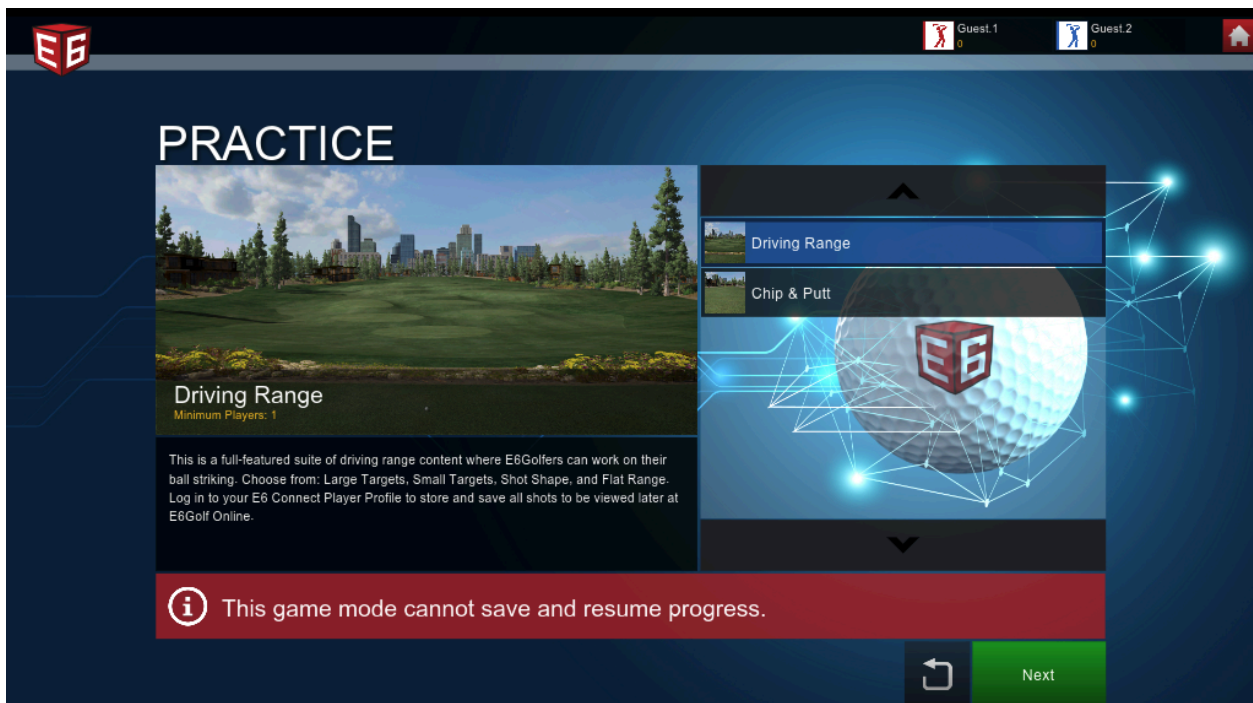 E6
Guest.1
0
Guest.2
0
PRACTICE
Driving Range
Minimum Players: 1
This is a full-featured suite of driving range content where E6Golfers can work on their
ball striking. Choose from: Large Targets, Small Targets, Shot Shape, and Flat Range.
Log in to your E6 Connect Player Profile to store and save all shots to be viewed later at
E6Golf Online.
Driving Range
Chip & Putt
E6
This game mode cannot save and resume progress.
Next